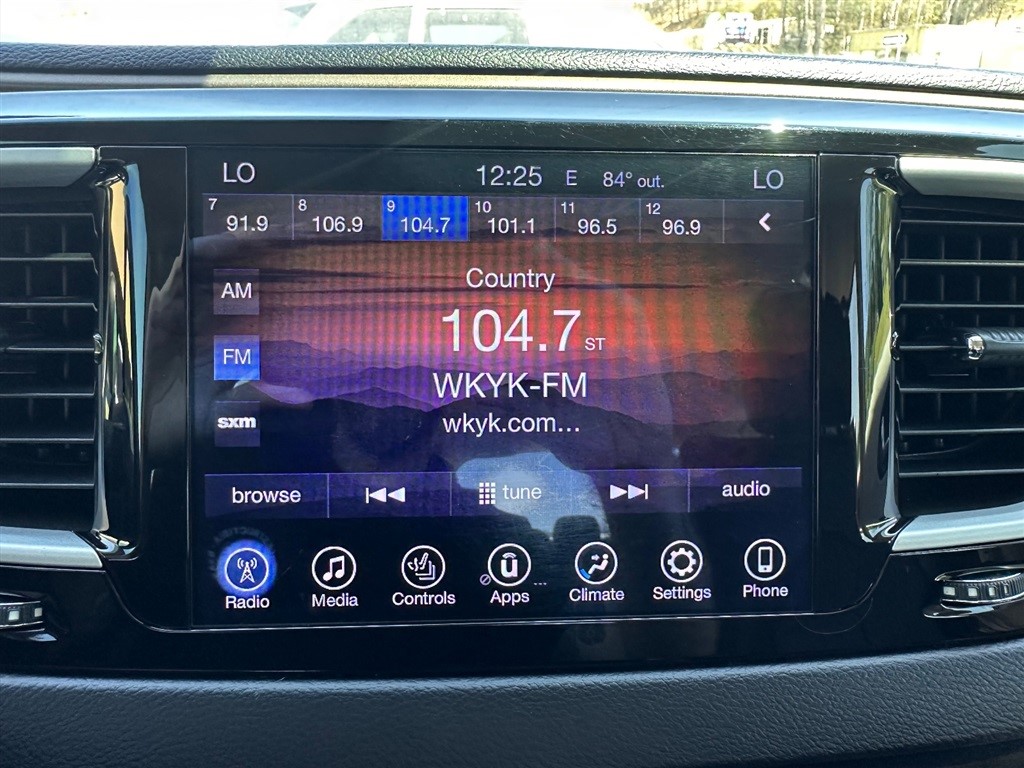 LO 12:25 E 84° out. LO
7 91.9 8 106.9 9 104.7 10 101.1 11 96.5 12 96.9
Country
AM
104.7 ST
FM
WKYK-FM
wkyk.com...
sxm
browse tune audio
Radio Media Controls Apps Climate Settings Phone